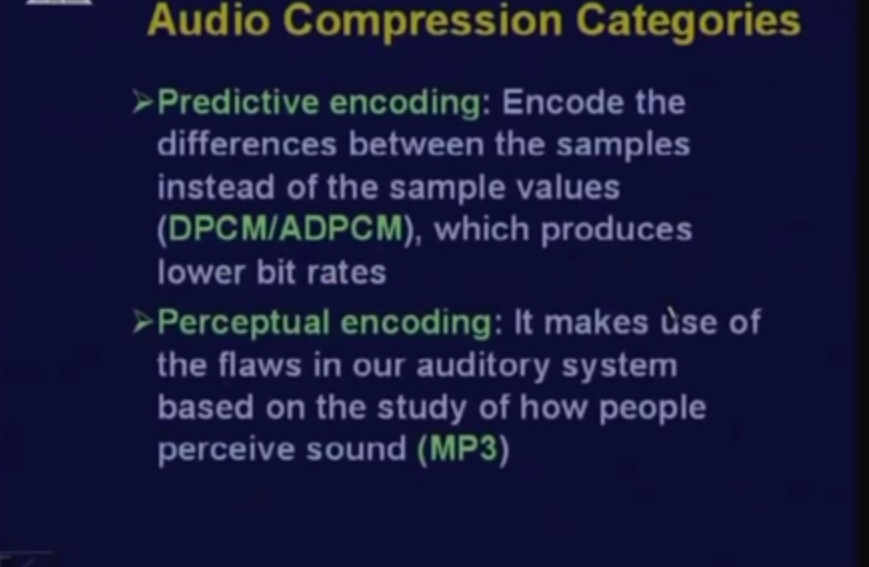 Audio Compression Categories
➢Predictive encoding: Encode the
differences between the samples
instead of the sample values
(DPCM/ADPCM), which produces
lower bit rates
➢Perceptual encoding: It makes use of
the flaws in our auditory system
based on the study of how people
perceive sound (MP3)